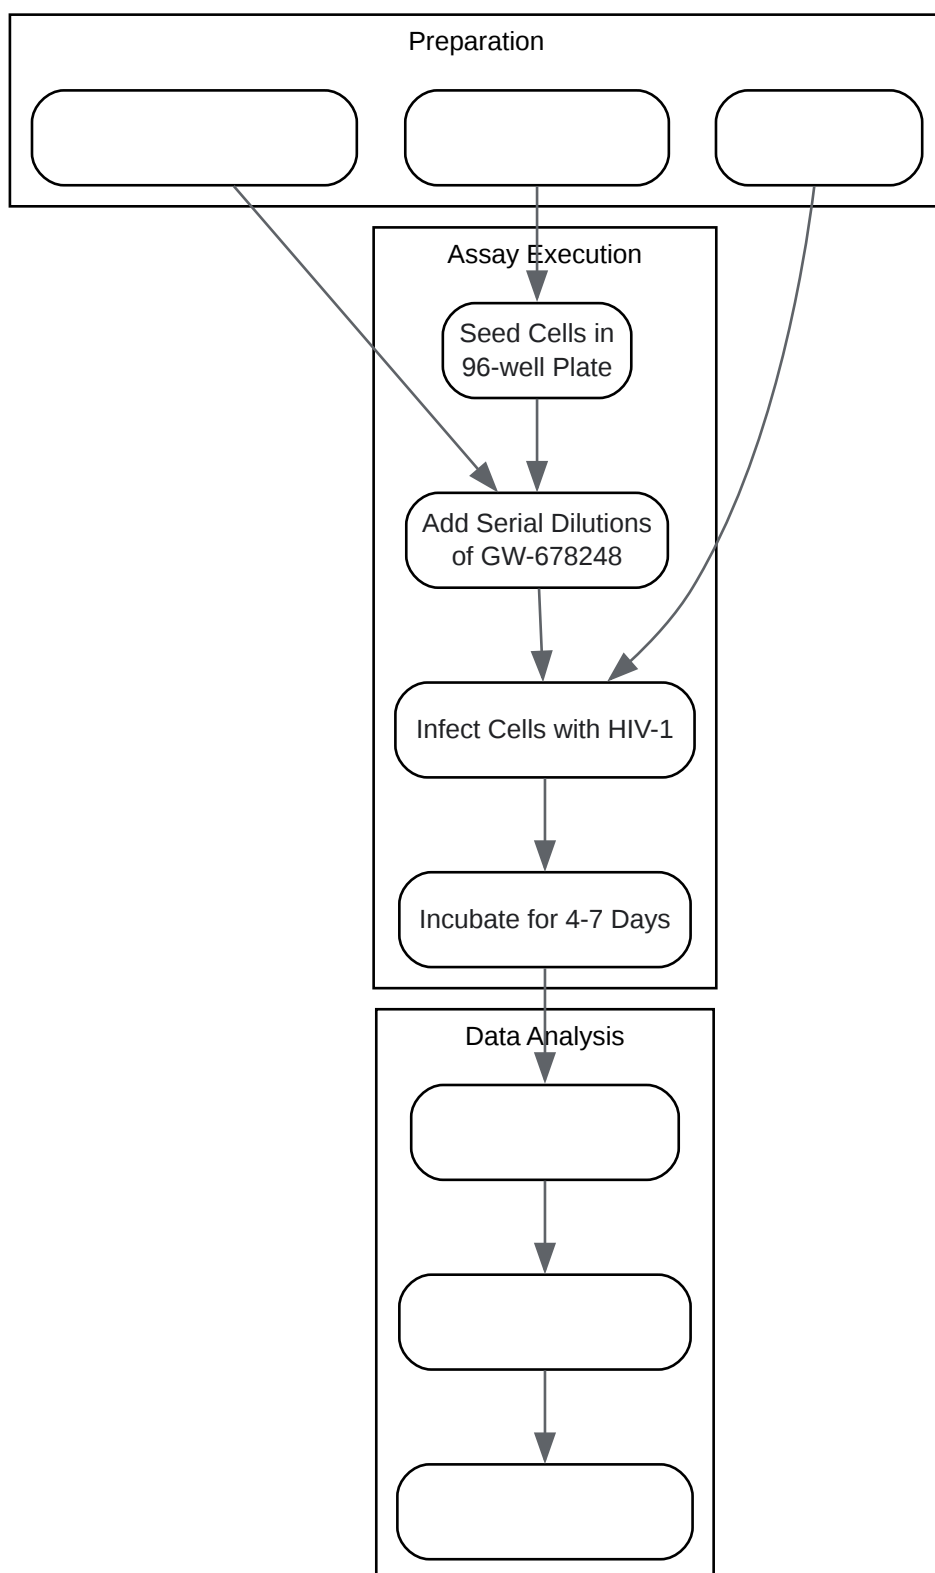 Preparation
Assay Execution
Seed Cells in
96-well Plate
Add Serial Dilutions
of GW-678248
Infect Cells with HIV-1
Incubate for 4-7 Days
Data Analysis